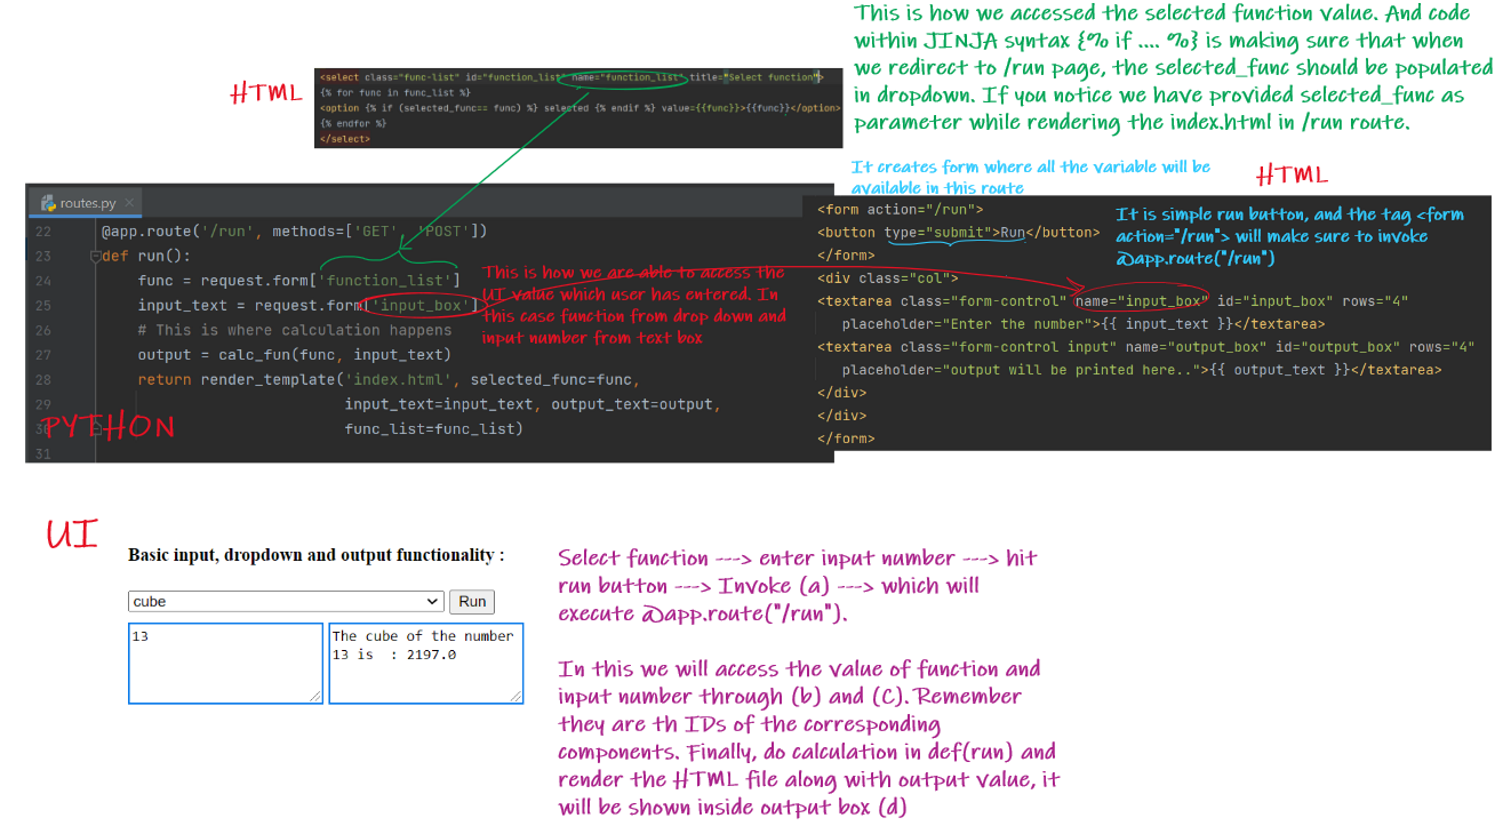 This is how we accessed the selected function value. And code
within JINJA syntax {% if .... %} is making sure that when
we redirect to /run page, the selected_func should be populated
in dropdown. If you notice we have provided selected_func as
parameter while rendering the index.html in /run route.
HTML
<select class="func-list" id="function_list" name="function_list" title="Select function">
{% for func in func_list %}
<option {% if (selected_func== func) %} selected {% endif %} value={{func}}>{{func}}</option>
{% endfor %}
</select>
It creates form where all the variable will be
available in this route
HTML
routes.py
22 @app.route('/run', methods=['GET', 'POST'])
23 def run():
24 func = request.form['function_list']
25 input_text = request.form['input_box']
26 # This is where calculation happens
27 output = calc_fun(func, input_text)
28 return render_template('index.html', selected_func=func,
29 input_text=input_text, output_text=output,
30 func_list=func_list)
31
PYTHON
This is how we are able to access the
UI value which user has entered. In
this case function from drop down and
input number from text box
<form action="/run">
<button type="submit">Run</button>
</form>
<div class="col">
<textarea class="form-control" name="input_box" id="input_box" rows="4"
placeholder="Enter the number">{{ input_text }}</textarea>
<textarea class="form-control input" name="output_box" id="output_box" rows="4"
placeholder="output will be printed here..">{{ output_text }}</textarea>
</div>
</div>
</form>
It is simple run button, and the tag <form
action="/run"> will make sure to invoke
@app.route("/run")
UI
Basic input, dropdown and output functionality :
cube Run
13
The cube of the number
13 is  : 2197.0
Select function ---> enter input number ---> hit
run button ---> Invoke (a) ---> which will
execute @app.route("/run").
In this we will access the value of function and
input number through (b) and (C). Remember
they are th IDs of the corresponding
components. Finally, do calculation in def(run) and
render the HTML file along with output value, it
will be shown inside output box (d)